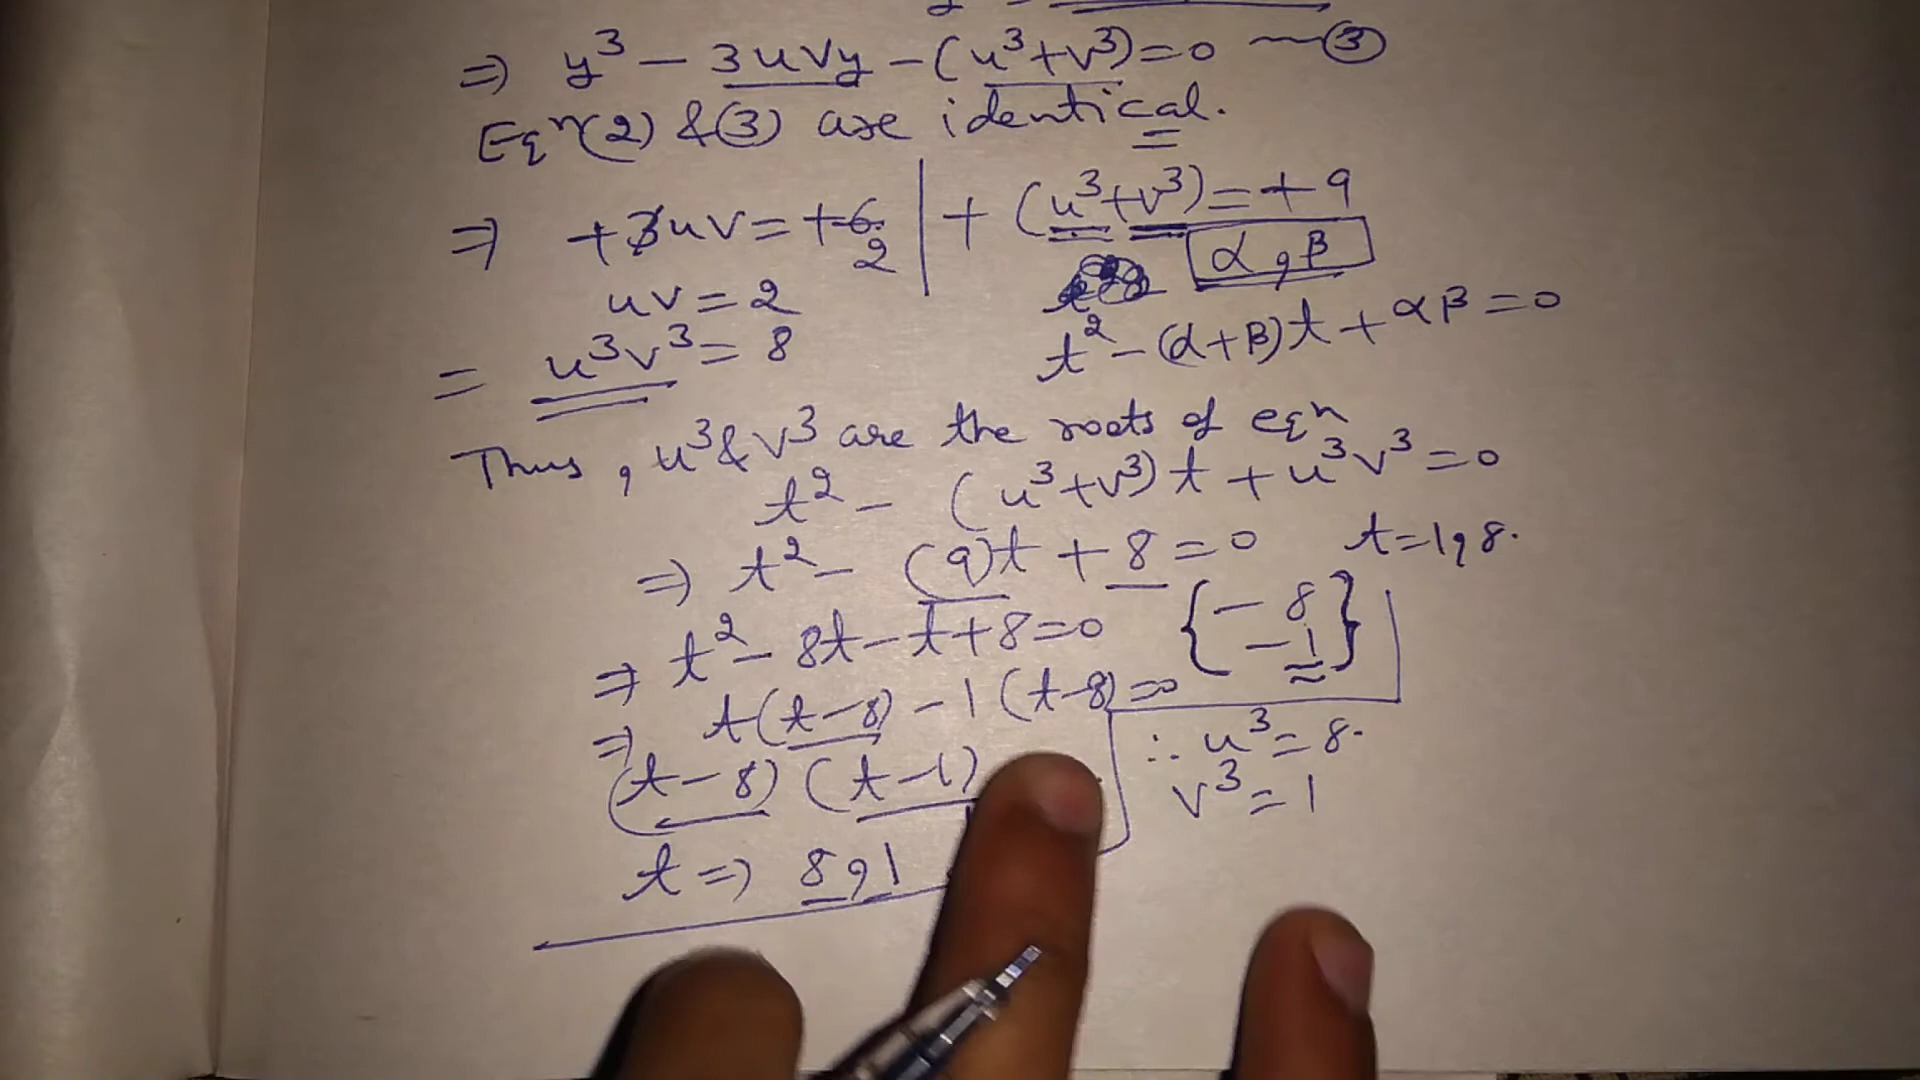 ⇒ y³ - 3uvy - (u³+v³) = 0 — ③
Eqⁿ(2) & ③ are identical.
⇒ +3uv = +6 | + (u³+v³) = +9
2
α, β
uv = 2
t² - (α+β)t + αβ = 0
= u³v³ = 8
Thus, u³ & v³ are the roots of eqn
t² - (u³+v³) t + u³v³ = 0
⇒ t² - (9)t + 8 = 0 t = 1, 8.
⇒ t² - 8t - t + 8 = 0 { - 8
- 1 }
⇒ t(t-8) - 1(t-8) = 0
∴ u³ = 8.
(t-8) (t-1)
v³ = 1
t ⇒ 8, 1